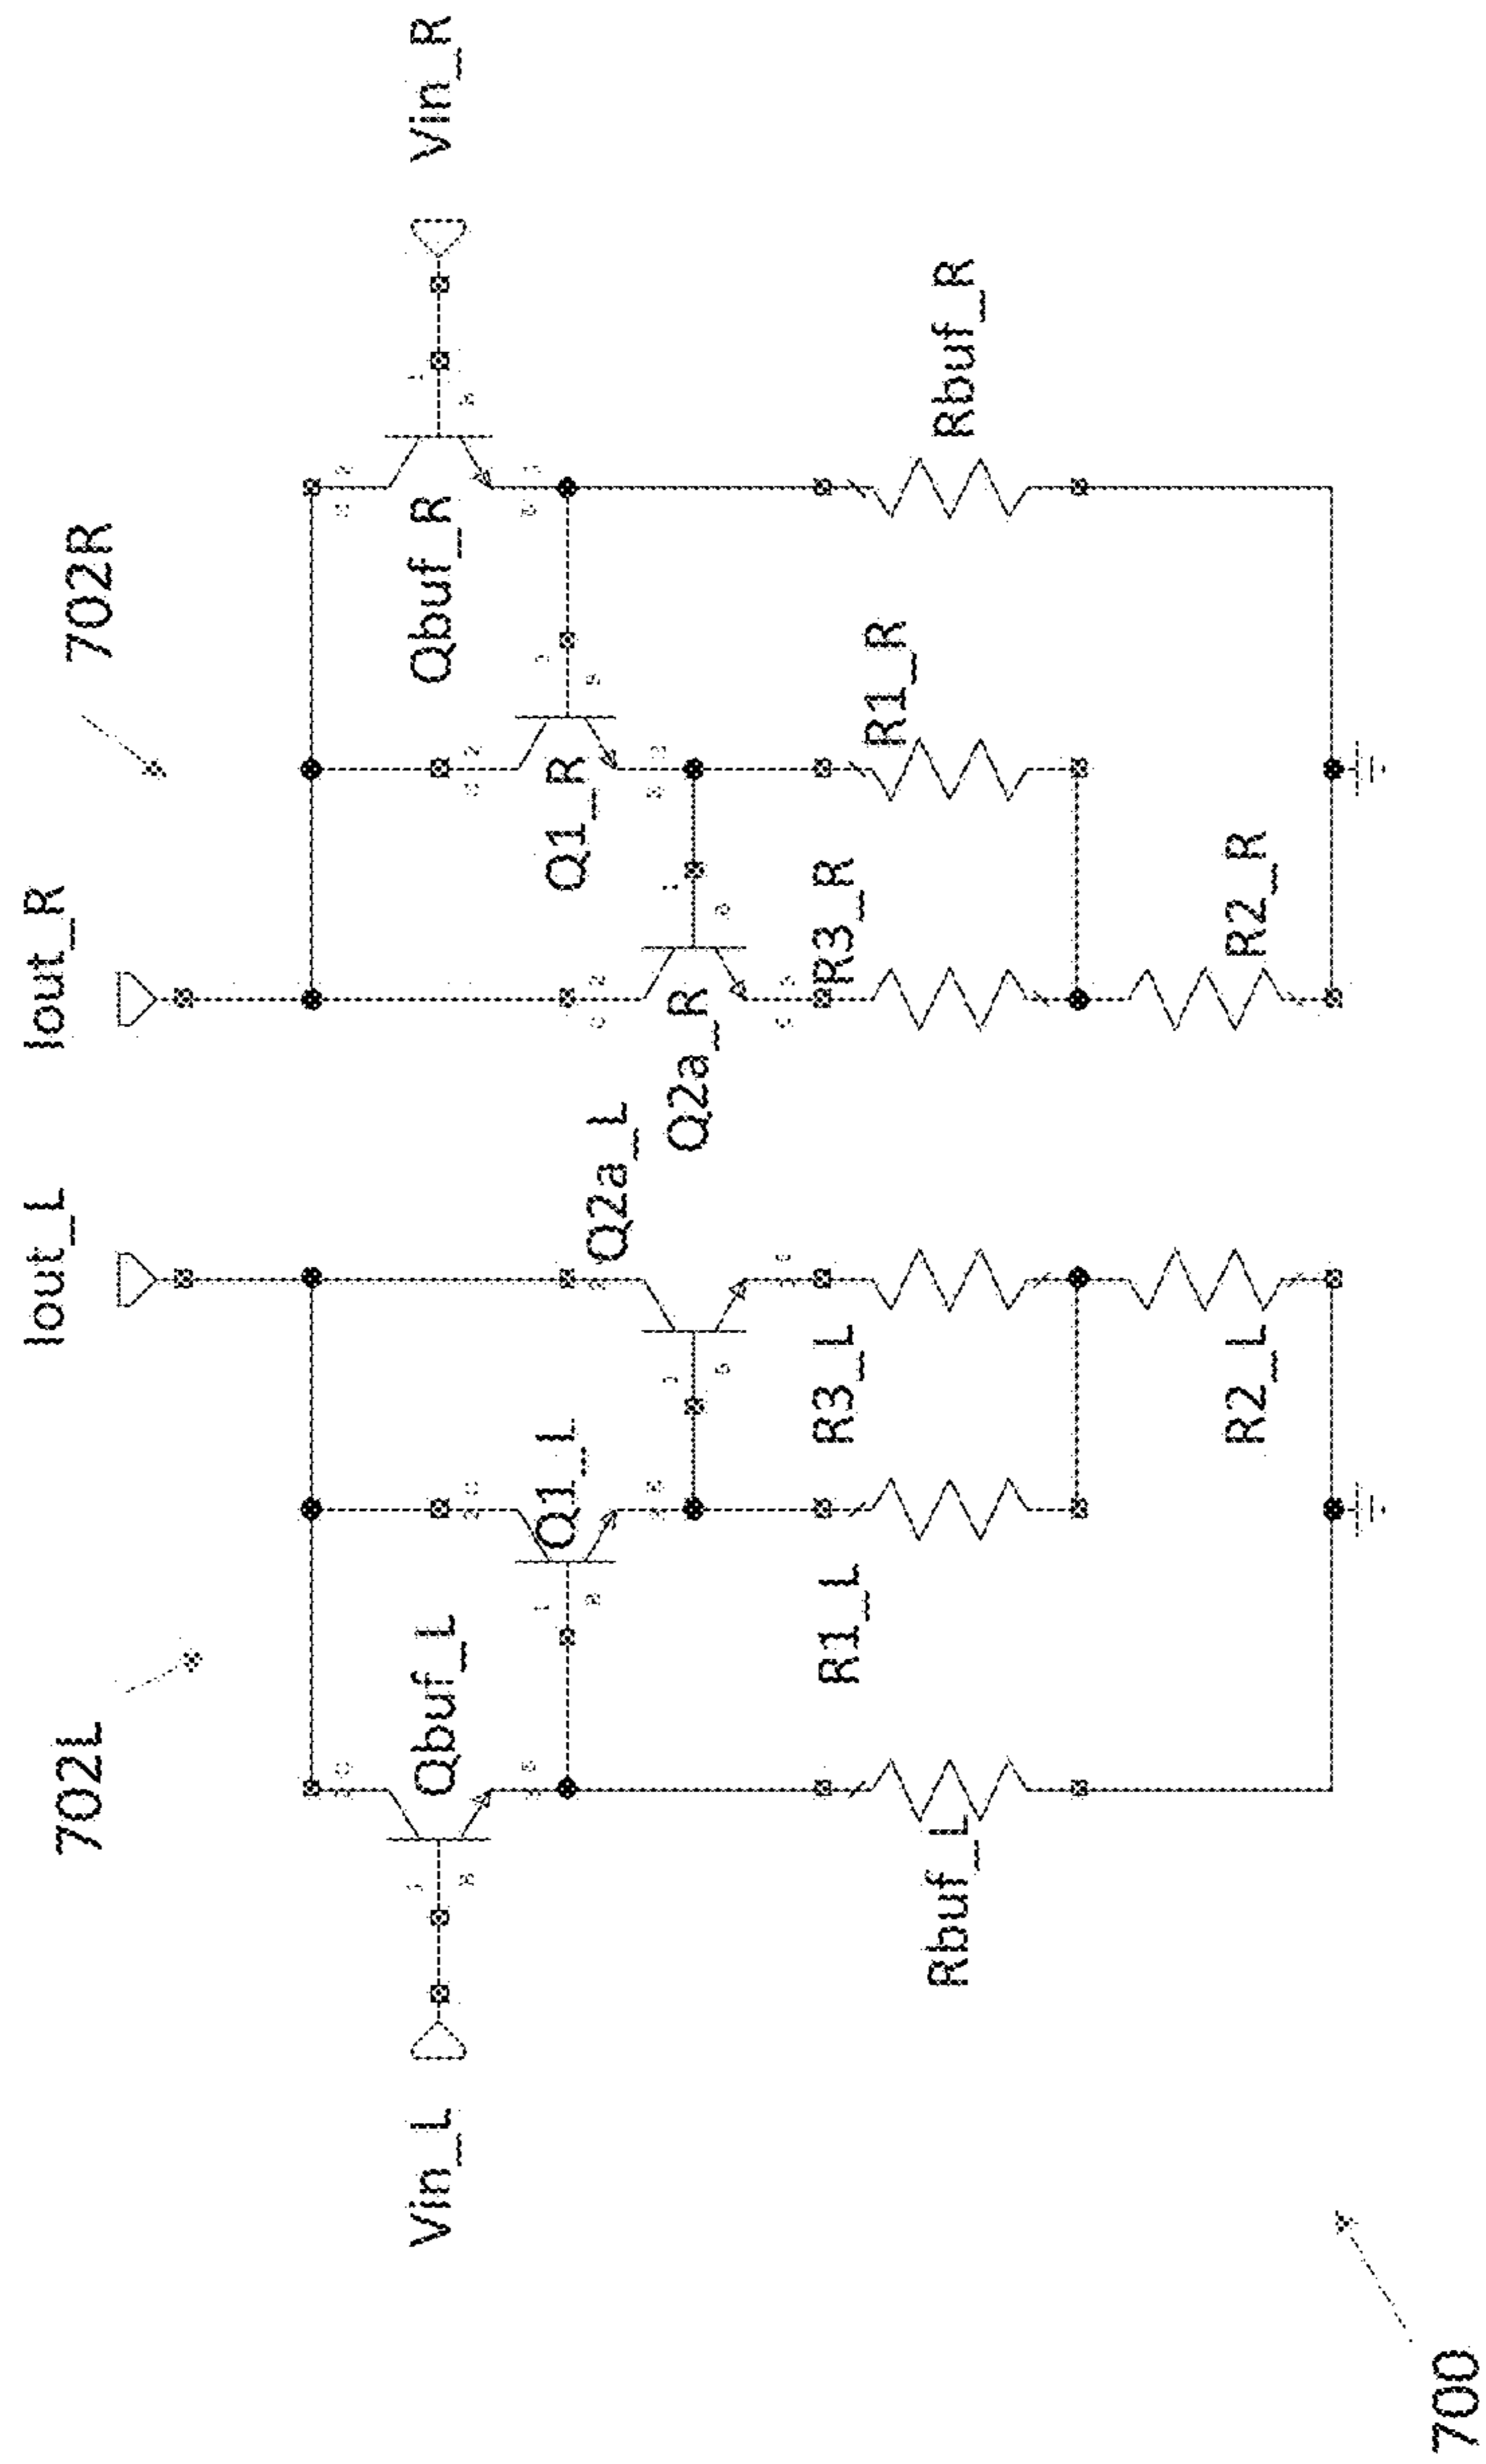 702L
702R
Iout_L
Iout_R
Vin_L
Vin_R
Qbuf_L
Qbuf_R
Q1_L
Q1_R
Q2a_L
Q2a_R
R1_L
R3_L
R3_R
R1_R
Rbuf_L
Rbuf_R
R2_L
R2_R
700